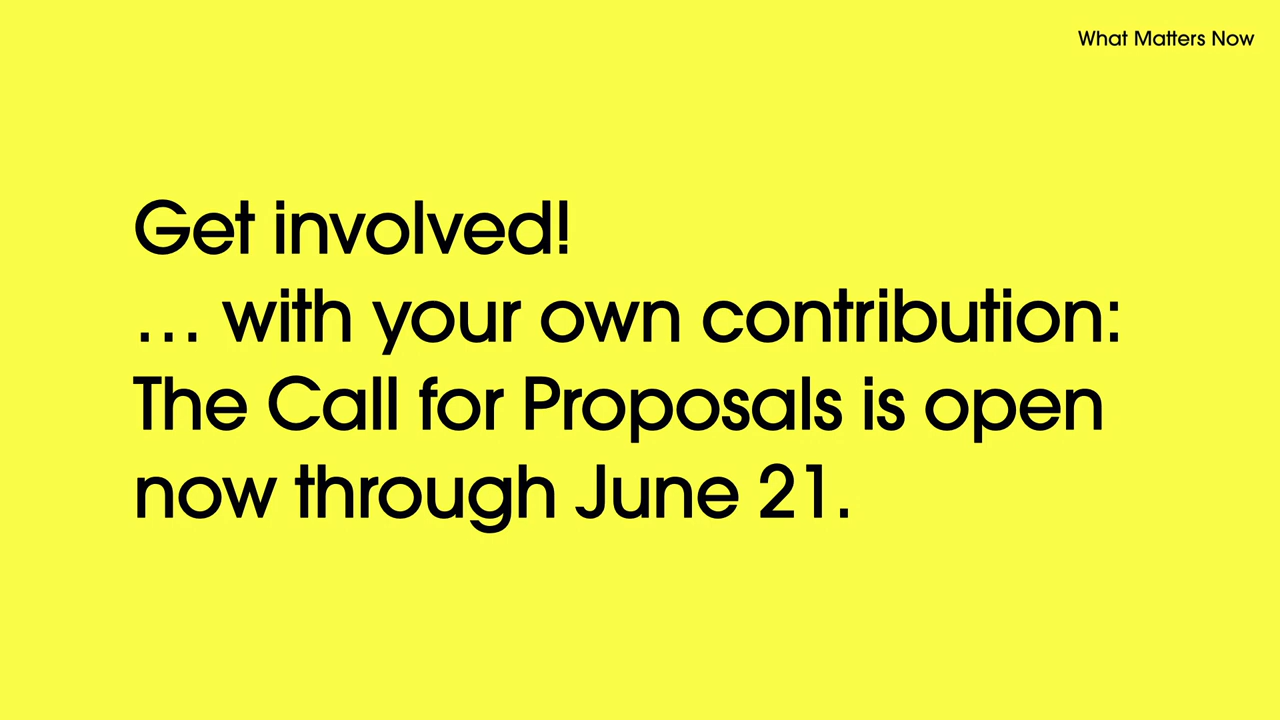 What Matters Now
Get involved!
… with your own contribution:
The Call for Proposals is open
now through June 21.